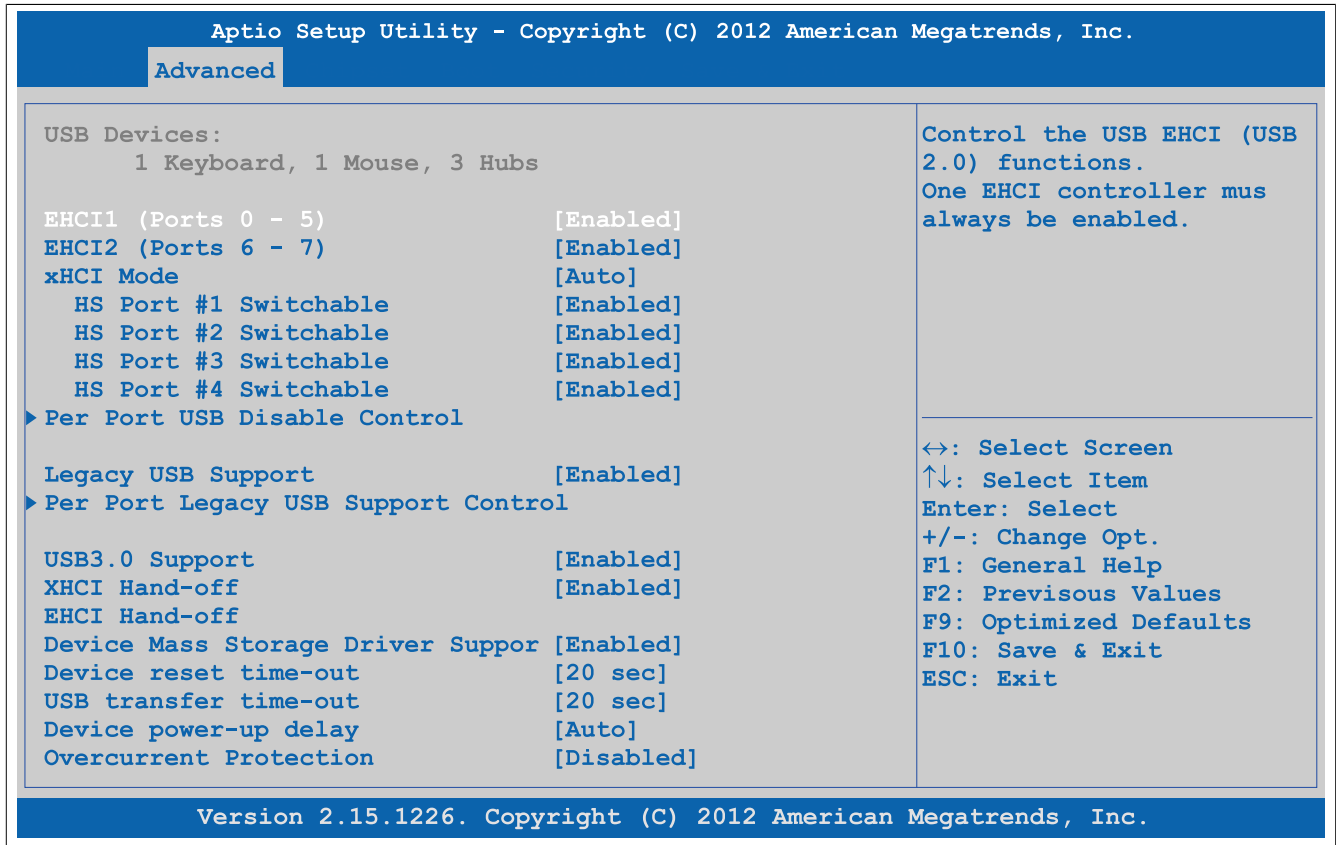 Aptio Setup Utility - Copyright (C) 2012 American Megatrends, Inc.
Advanced
USB Devices:
1 Keyboard, 1 Mouse, 3 Hubs
EHCI1 (Ports 0 - 5) [Enabled]
EHCI2 (Ports 6 - 7) [Enabled]
xHCI Mode [Auto]
HS Port #1 Switchable [Enabled]
HS Port #2 Switchable [Enabled]
HS Port #3 Switchable [Enabled]
HS Port #4 Switchable [Enabled]
Per Port USB Disable Control
Legacy USB Support [Enabled]
Per Port Legacy USB Support Control
USB3.0 Support [Enabled]
XHCI Hand-off [Enabled]
EHCI Hand-off
Device Mass Storage Driver Suppor [Enabled]
Device reset time-out [20 sec]
USB transfer time-out [20 sec]
Device power-up delay [Auto]
Overcurrent Protection [Disabled]
Control the USB EHCI (USB
2.0) functions.
One EHCI controller mus
always be enabled.
↔: Select Screen
↑↓: Select Item
Enter: Select
+/-: Change Opt.
F1: General Help
F2: Previsous Values
F9: Optimized Defaults
F10: Save & Exit
ESC: Exit
Version 2.15.1226. Copyright (C) 2012 American Megatrends, Inc.